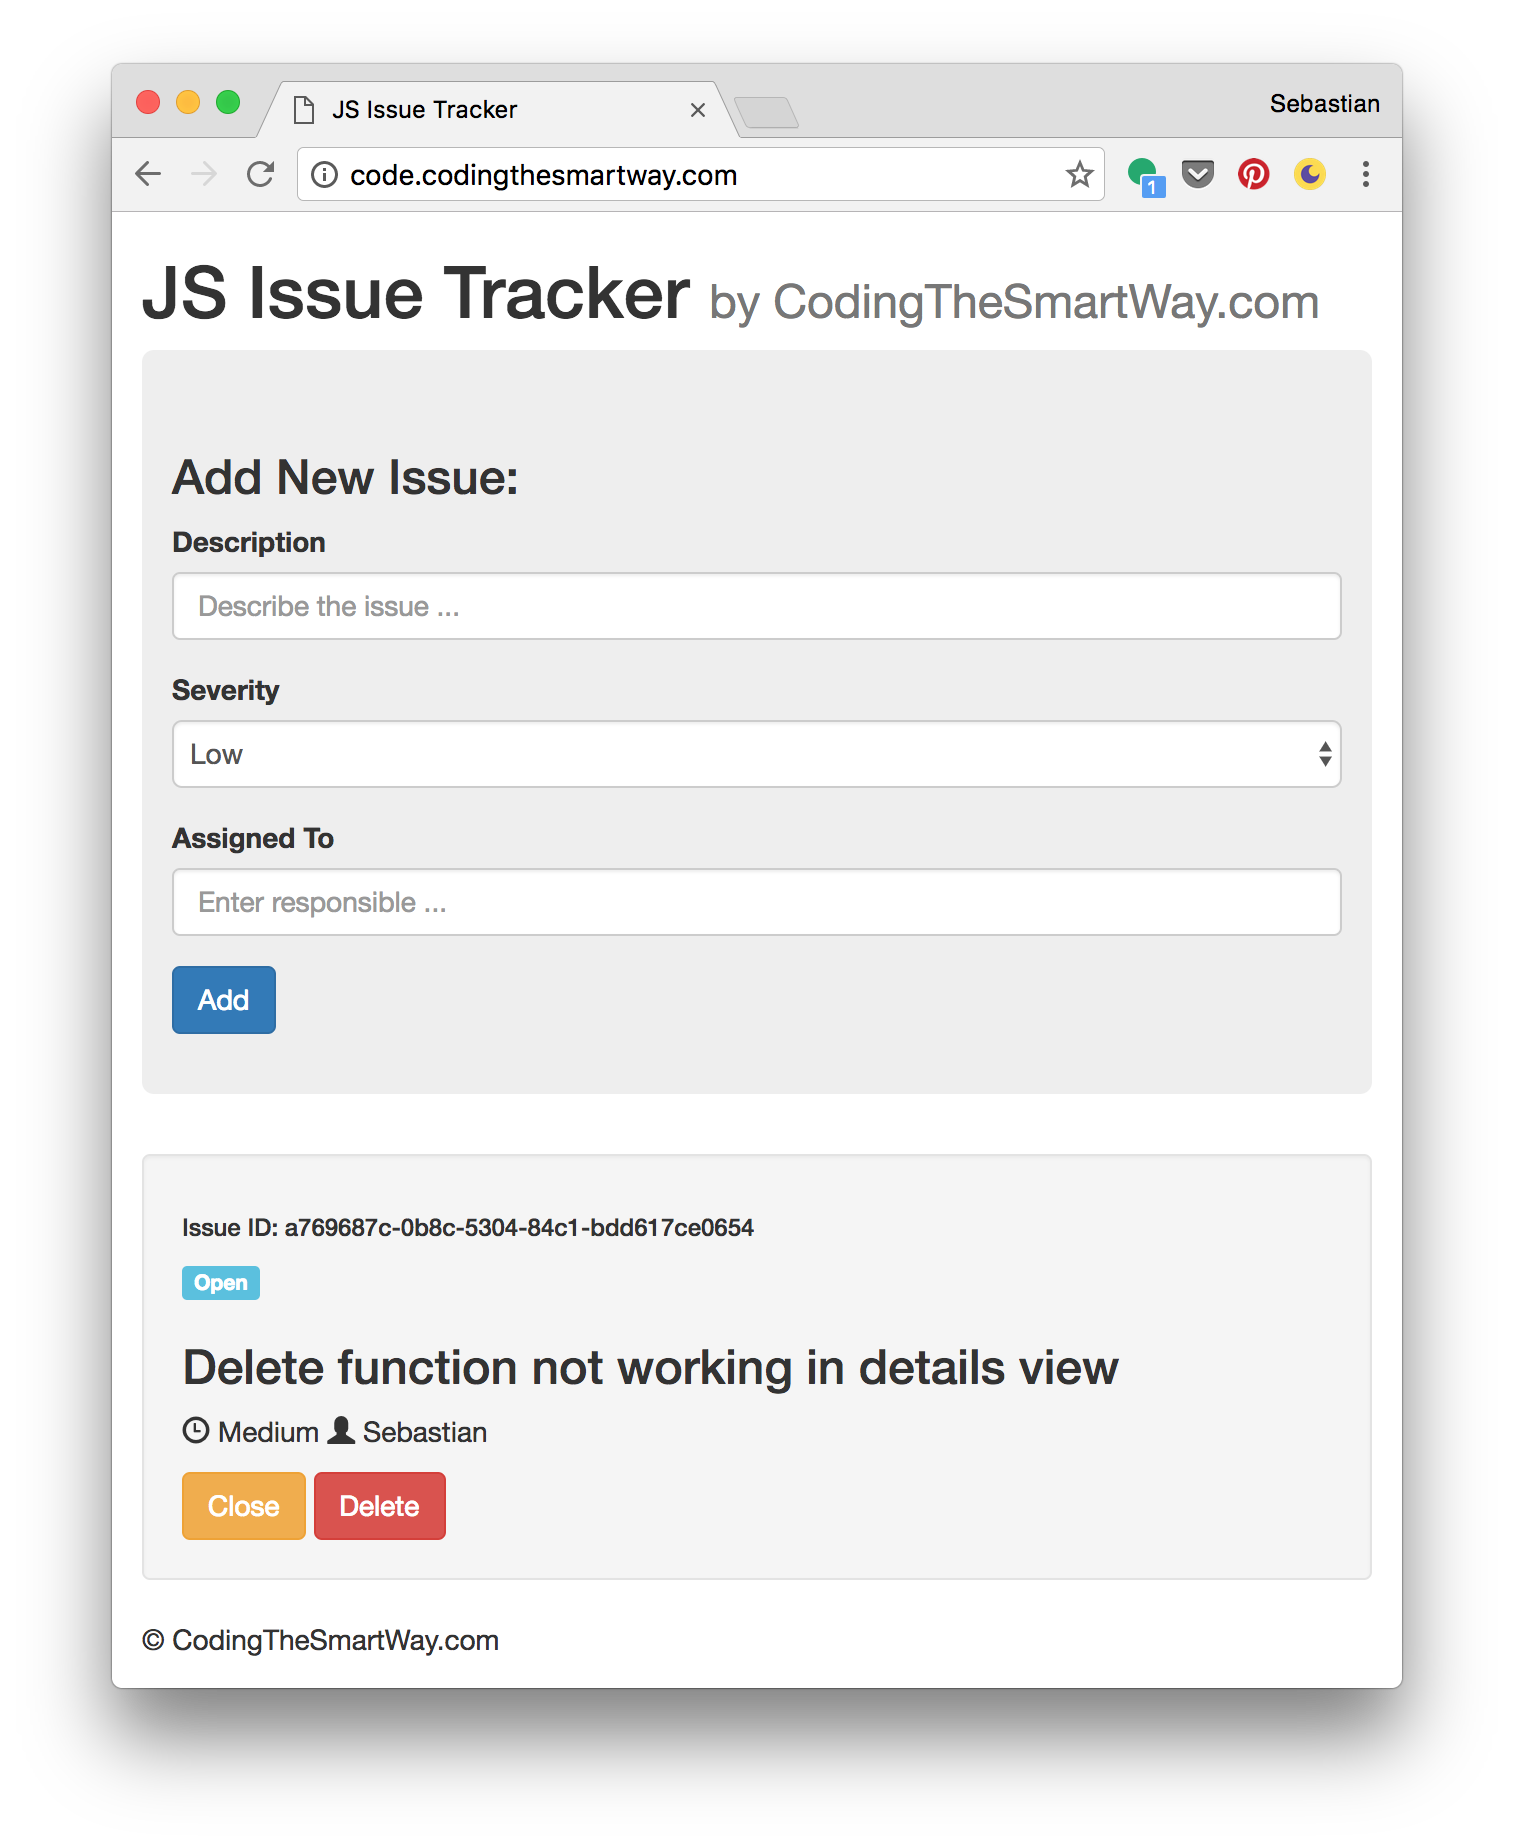 JS Issue Tracker
Sebastian
code.codingthesmartway.com
1
JS Issue Tracker by CodingTheSmartWay.com
Add New Issue:
Description
Describe the issue ...
Severity
Low
Assigned To
Enter responsible ...
Add
Issue ID: a769687c-0b8c-5304-84c1-bdd617ce0654
Open
Delete function not working in details view
Medium Sebastian
Close Delete
© CodingTheSmartWay.com